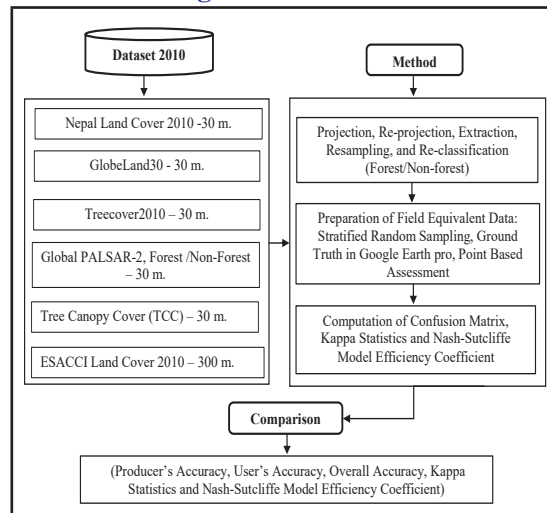 Dataset 2010
Nepal Land Cover 2010 -30 m.
GlobeLand30 - 30 m.
Treecover2010 – 30 m.
Global PALSAR-2, Forest /Non-Forest
– 30 m.
Tree Canopy Cover (TCC) – 30 m.
ESACCI Land Cover 2010 – 300 m.
Method
Projection, Re-projection, Extraction,
Resampling, and Re-classification
(Forest/Non-forest)
Preparation of Field Equivalent Data:
Stratified Random Sampling, Ground
Truth in Google Earth pro, Point Based
Assessment
Computation of Confusion Matrix,
Kappa Statistics and Nash-Sutcliffe
Model Efficiency Coefficient
Comparison
(Producer's Accuracy, User's Accuracy, Overall Accuracy, Kappa
Statistics and Nash-Sutcliffe Model Efficiency Coefficient)